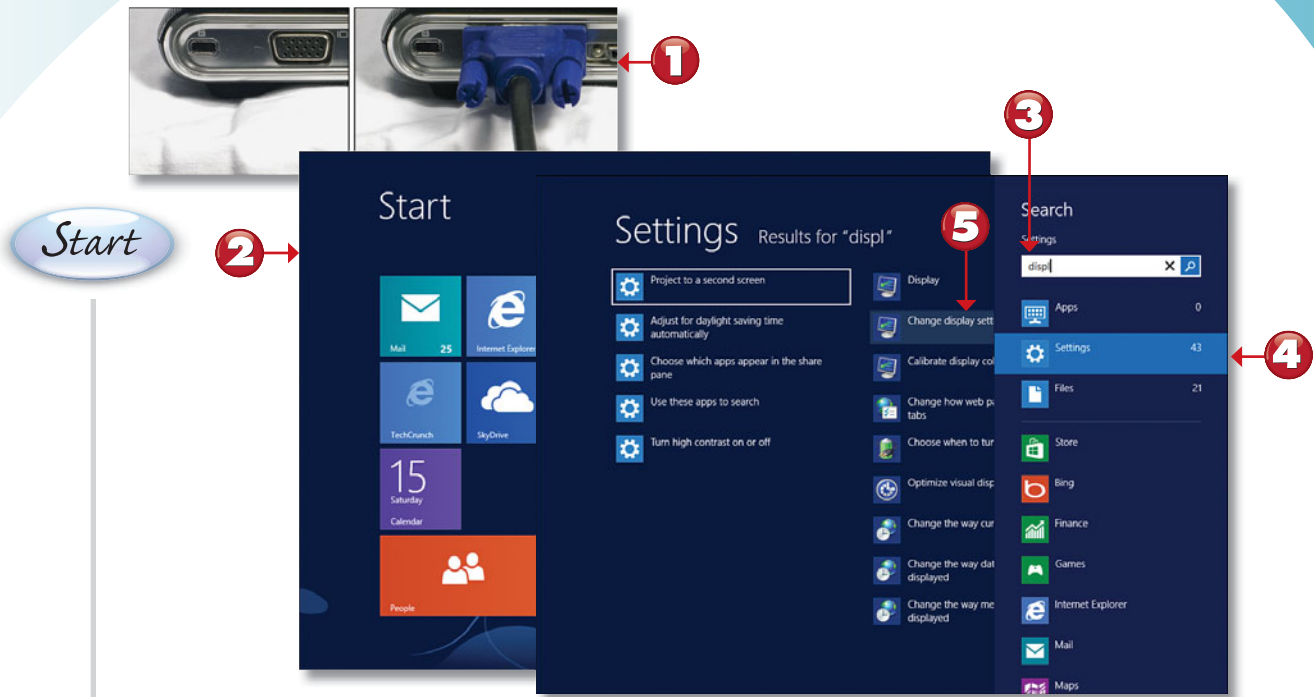 1
3
Start
Start
2
Mail 25
Internet Explorer
TechCrunch
SkyDrive
15
Saturday
Calendar
People
Settings Results for "displ"
5
Project to a second screen
Adjust for daylight saving time
automatically
Choose which apps appear in the share
pane
Use these apps to search
Turn high contrast on or off
Display
Change display sett
Calibrate display col
Change how web pa
tabs
Choose when to tur
Optimize visual disp
Change the way cur
Change the way dat
displayed
Change the way me
displayed
Search
Settings
displ
Apps 0
Settings 43
4
Files 21
Store
Bing
Finance
Games
Internet Explorer
Mail
Maps